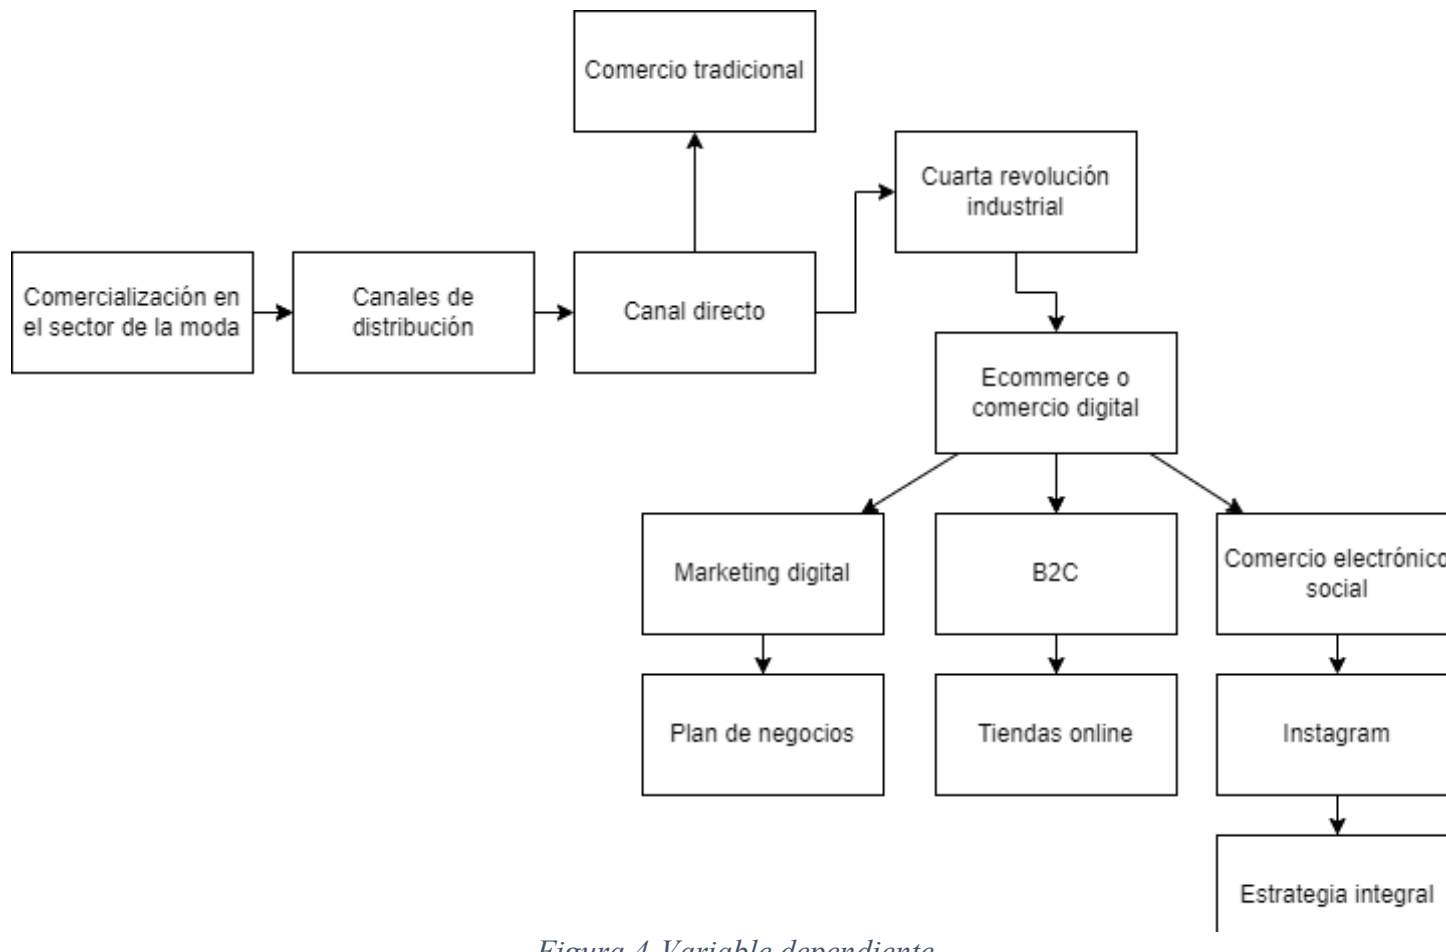 Comercio tradicional
Cuarta revolución
industrial
Comercialización en
el sector de la moda
Canales de
distribución
Canal directo
Ecommerce o
comercio digital
Marketing digital
B2C
Comercio electrónico
social
Plan de negocios
Tiendas online
Instagram
Estrategia integral
Figura 4 Variable dependiente